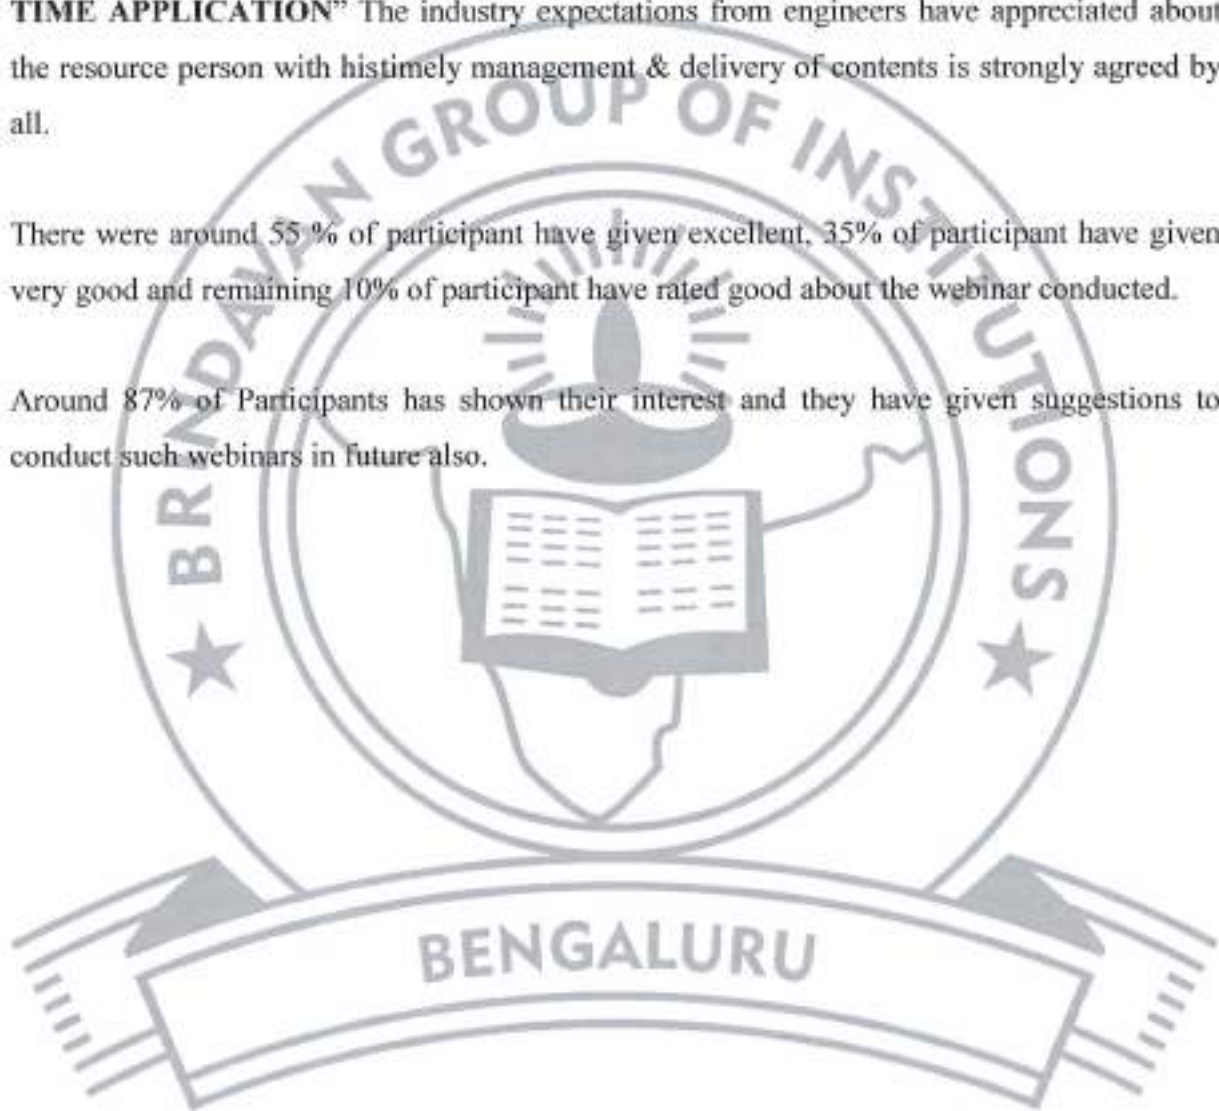 TIME APPLICATION" The industry expectations from engineers have appreciated about
the resource person with histimely management & delivery of contents is strongly agreed by
all.
There were around 55 % of participant have given excellent, 35% of participant have given
very good and remaining 10% of participant have rated good about the webinar conducted.
Around 87% of Participants has shown their interest and they have given suggestions to
conduct such webinars in future also.
BRINDAVAN GROUP OF INSTITUTIONS
BENGALURU